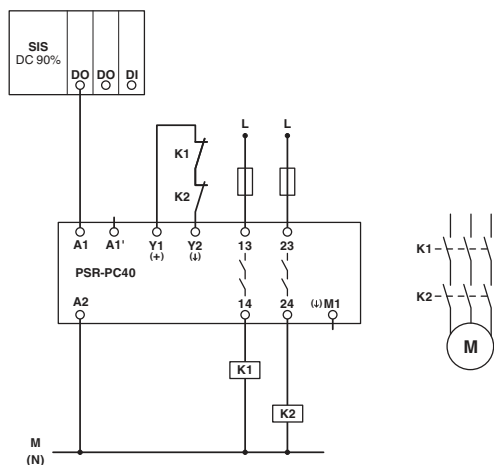 SIS
DC 90%
DO DO DI
L L
K1
K2
A1 A1' Y1 Y2 13 23
(+) (↓)
PSR-PC40
A2 14 24 (↓) M1
K1
K2
M
(N)
K1
K2
M